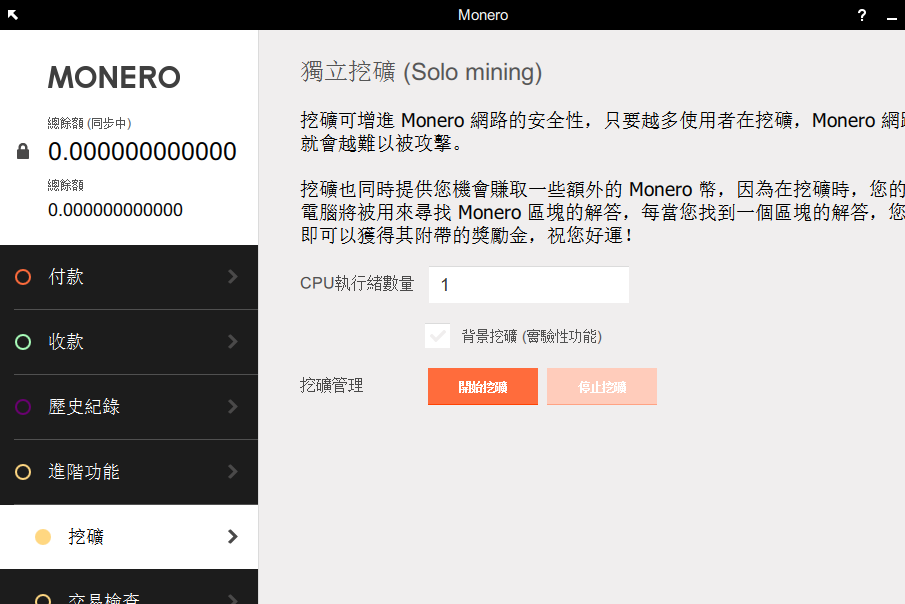 Monero
?
MONERO
總餘額 (同步中)
0.000000000000
總餘額
0.000000000000
付款
收款
歷史紀錄
進階功能
挖礦
交易檢查
獨立挖礦 (Solo mining)
挖礦可增進 Monero 網路的安全性，只要越多使用者在挖礦，Monero 網路
就會越難以被攻擊。
挖礦也同時提供您機會賺取一些額外的 Monero 幣，因為在挖礦時，您的
電腦將被用來尋找 Monero 區塊的解答，每當您找到一個區塊的解答，您
即可以獲得其附帶的獎勵金，祝您好運！
CPU執行緒數量
1
背景挖礦 (實驗性功能)
挖礦管理
開始挖礦
停止挖礦